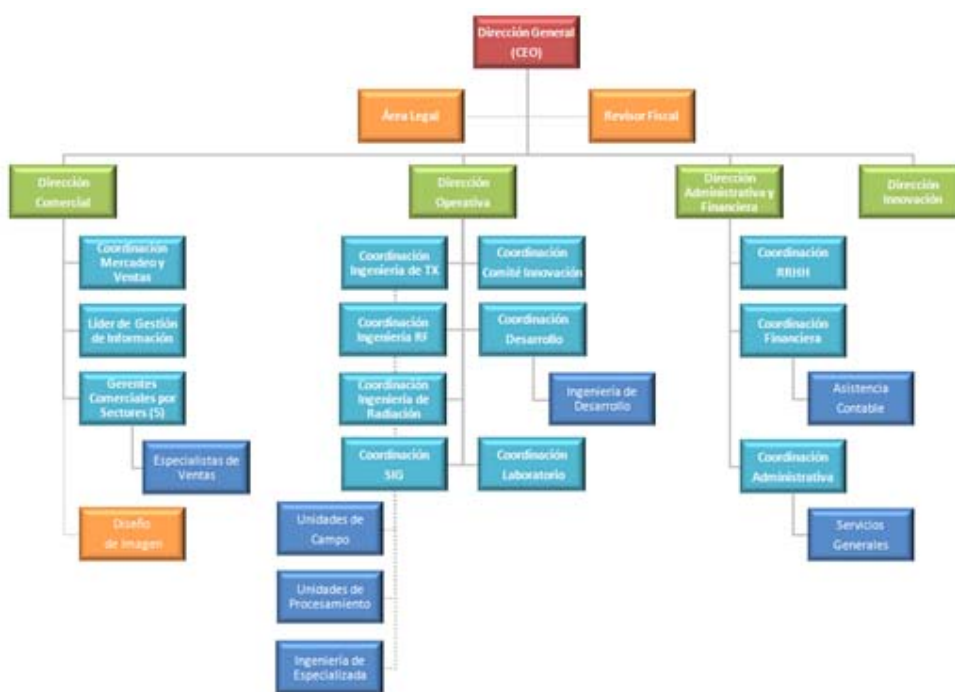 Dirección General
(CEO)
Área Legal
Revisor Fiscal
Dirección
Comercial
Dirección
Operativa
Dirección
Administrativa y
Financiera
Dirección
Innovación
Coordinación
Mercadeo y
Ventas
Líder de Gestión
de Información
Gerentes
Comerciales por
Sectores (5)
Especialistas de
Ventas
Diseño
de Imagen
Coordinación
Ingeniería de TX
Coordinación
Comité Innovación
Coordinación
Ingeniería RF
Coordinación
Desarrollo
Coordinación
Ingeniería de
Radiación
Ingeniería de
Desarrollo
Coordinación
SIG
Coordinación
Laboratorio
Unidades de
Campo
Unidades de
Procesamiento
Ingeniería de
Especializada
Coordinación
RRHH
Coordinación
Financiera
Asistencia
Contable
Coordinación
Administrativa
Servicios
Generales